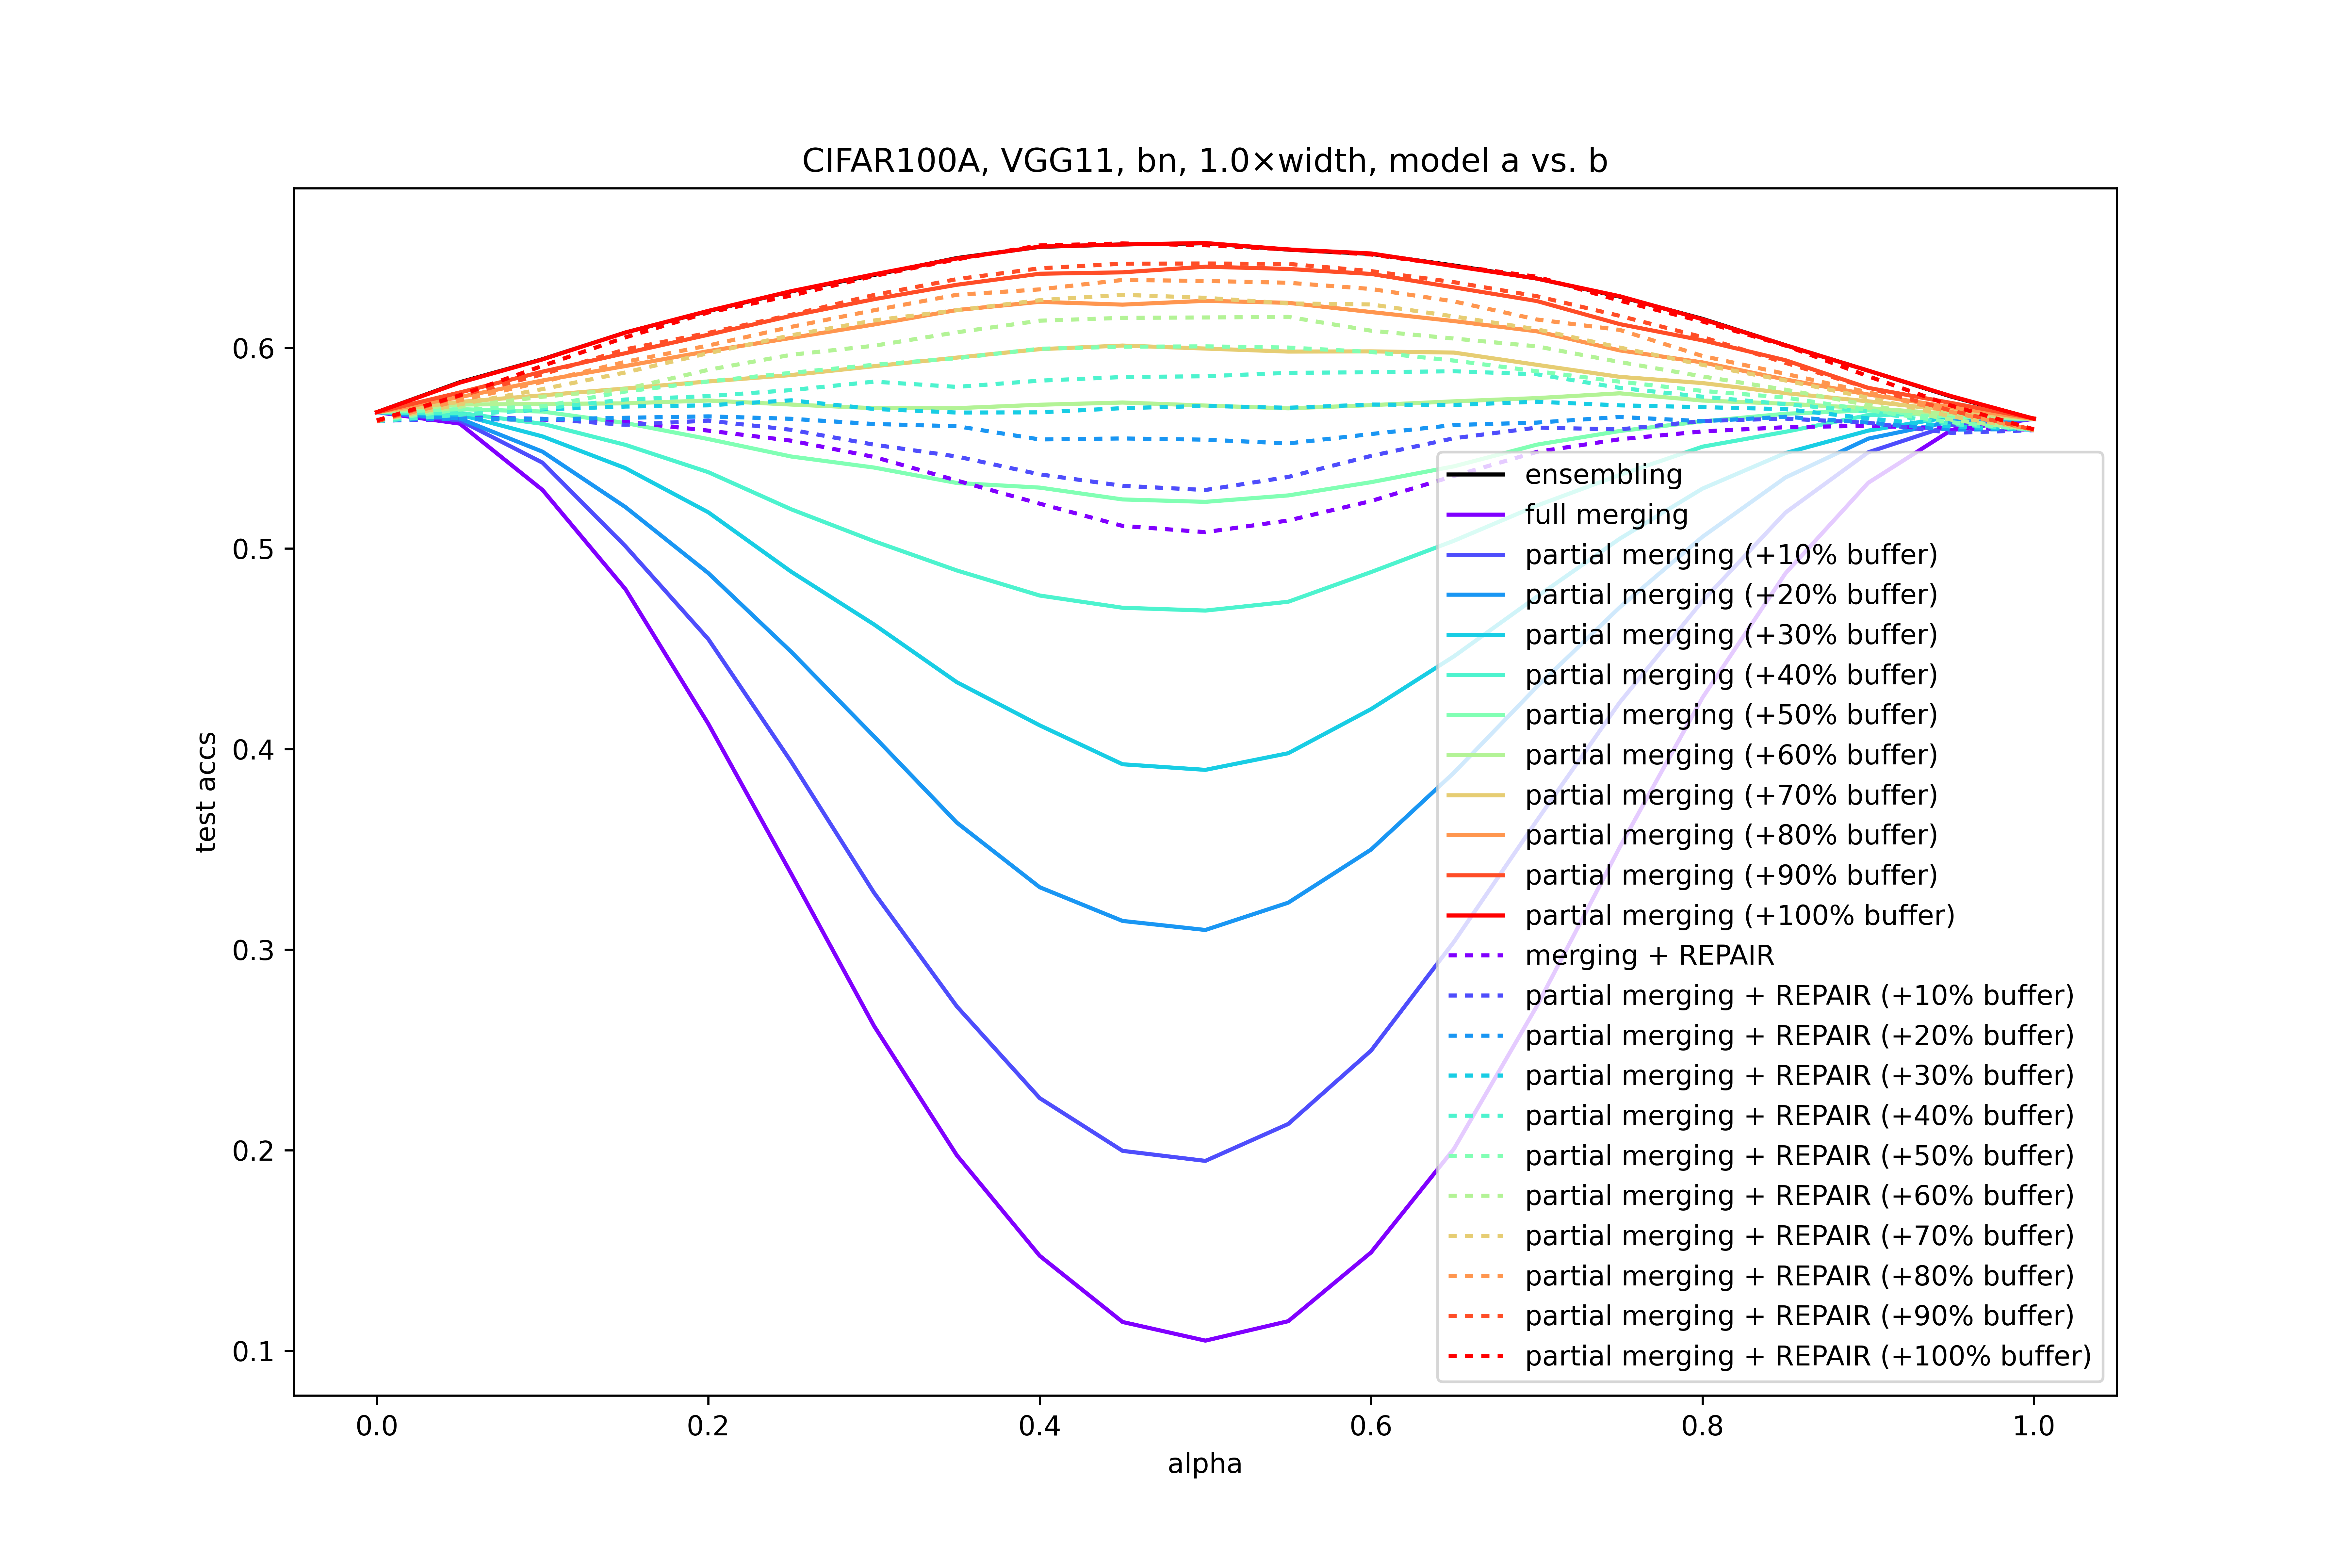 CIFAR100A, VGG11, bn, 1.0×width, model a vs. b
test accs
0.6
0.5
0.4
0.3
0.2
0.1
ensembling
full merging
partial merging (+10% buffer)
partial merging (+20% buffer)
partial merging (+30% buffer)
partial merging (+40% buffer)
partial merging (+50% buffer)
partial merging (+60% buffer)
partial merging (+70% buffer)
partial merging (+80% buffer)
partial merging (+90% buffer)
partial merging (+100% buffer)
merging + REPAIR
partial merging + REPAIR (+10% buffer)
partial merging + REPAIR (+20% buffer)
partial merging + REPAIR (+30% buffer)
partial merging + REPAIR (+40% buffer)
partial merging + REPAIR (+50% buffer)
partial merging + REPAIR (+60% buffer)
partial merging + REPAIR (+70% buffer)
partial merging + REPAIR (+80% buffer)
partial merging + REPAIR (+90% buffer)
partial merging + REPAIR (+100% buffer)
0.0 0.2 0.4 0.6 0.8 1.0
alpha